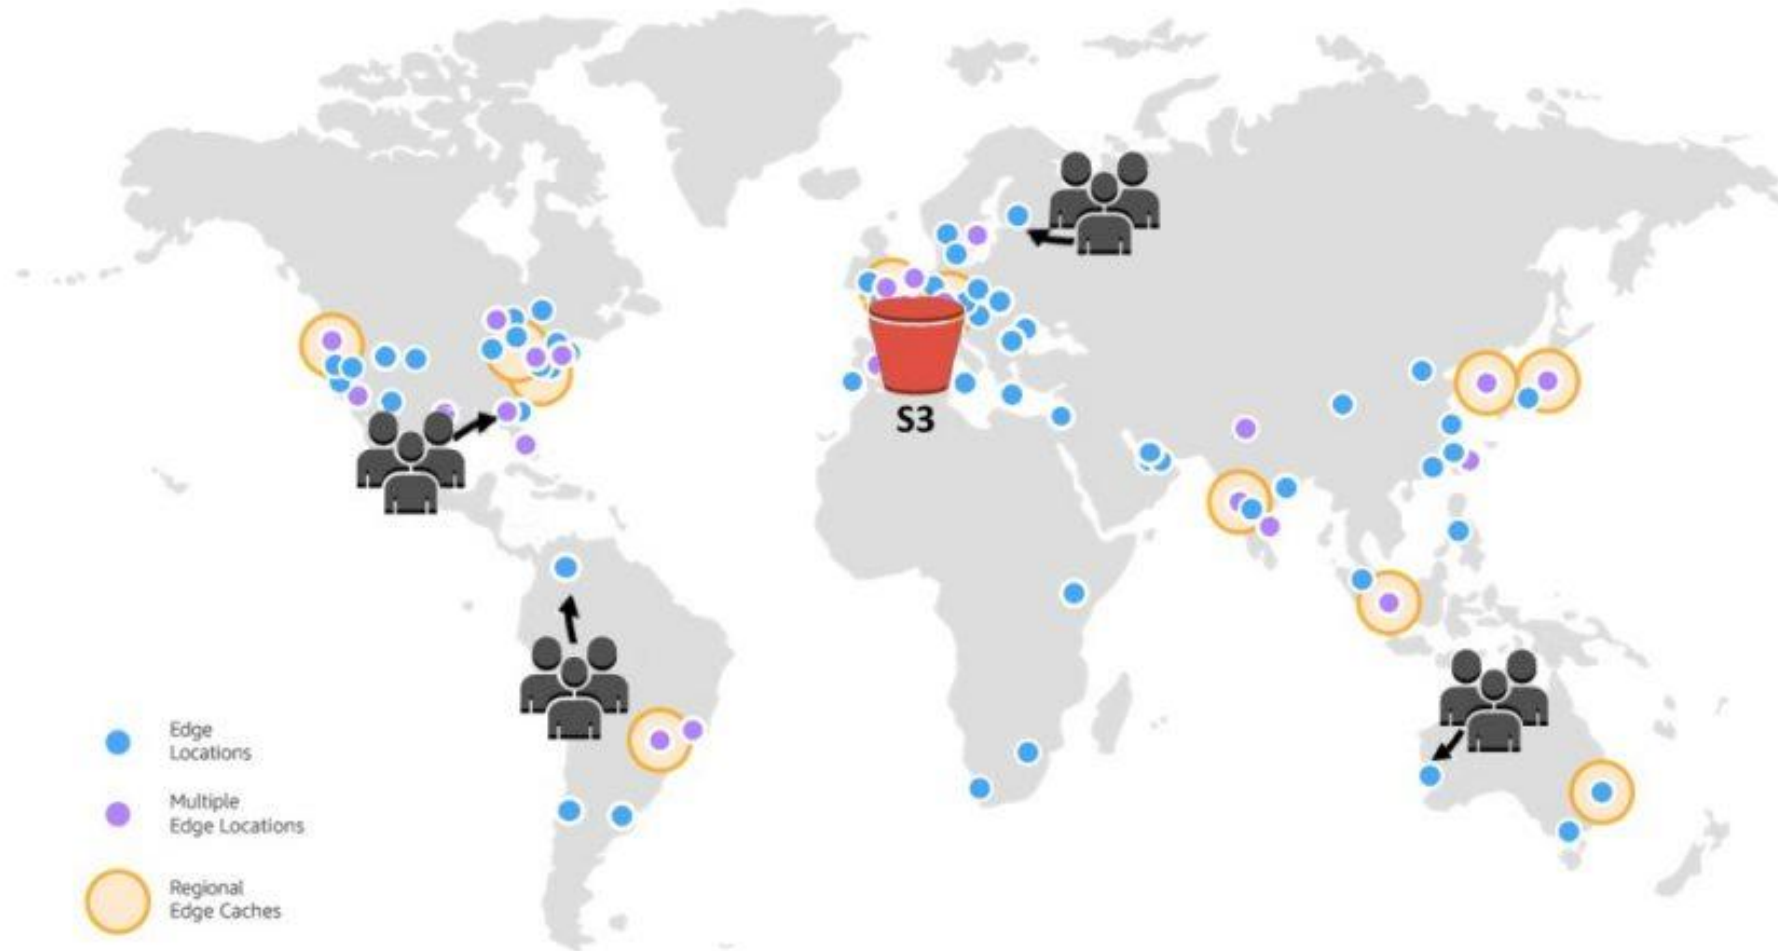 S3
Edge
Locations
Multiple
Edge Locations
Regional
Edge Caches